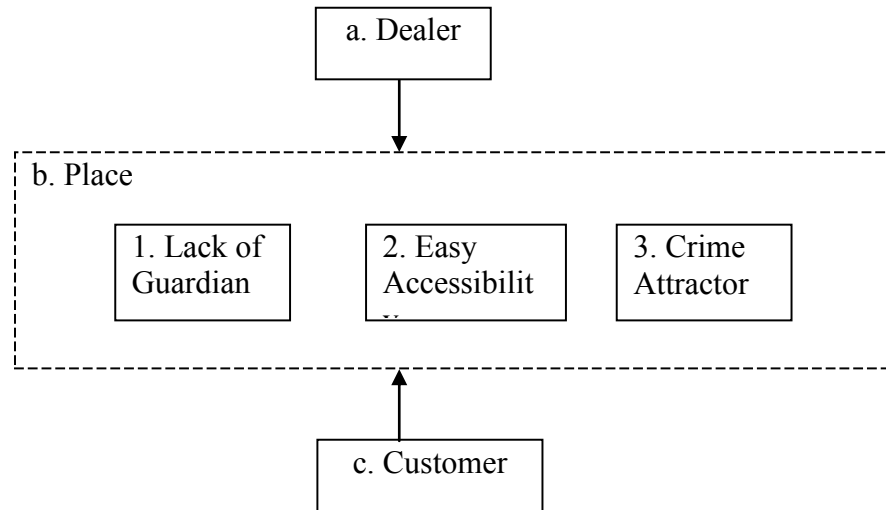 a. Dealer
b. Place
1. Lack of
Guardian
2. Easy
Accessibilit
3. Crime
Attractor
c. Customer